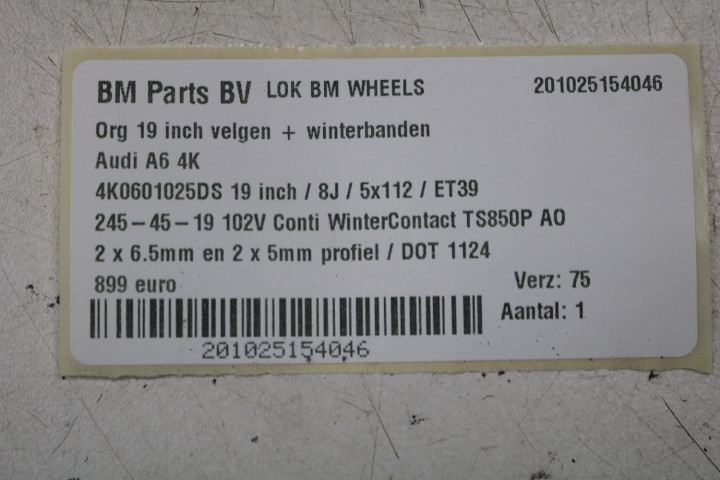 BM Parts BV LOK BM WHEELS 201025154046
Org 19 inch velgen + winterbanden
Audi A6 4K
4K0601025DS 19 inch / 8J / 5x112 / ET39
245-45-19 102V Conti WinterContact TS850P AO
2 x 6.5mm en 2 x 5mm profiel / DOT 1124
899 euro Verz: 75
Aantal: 1
201025154046